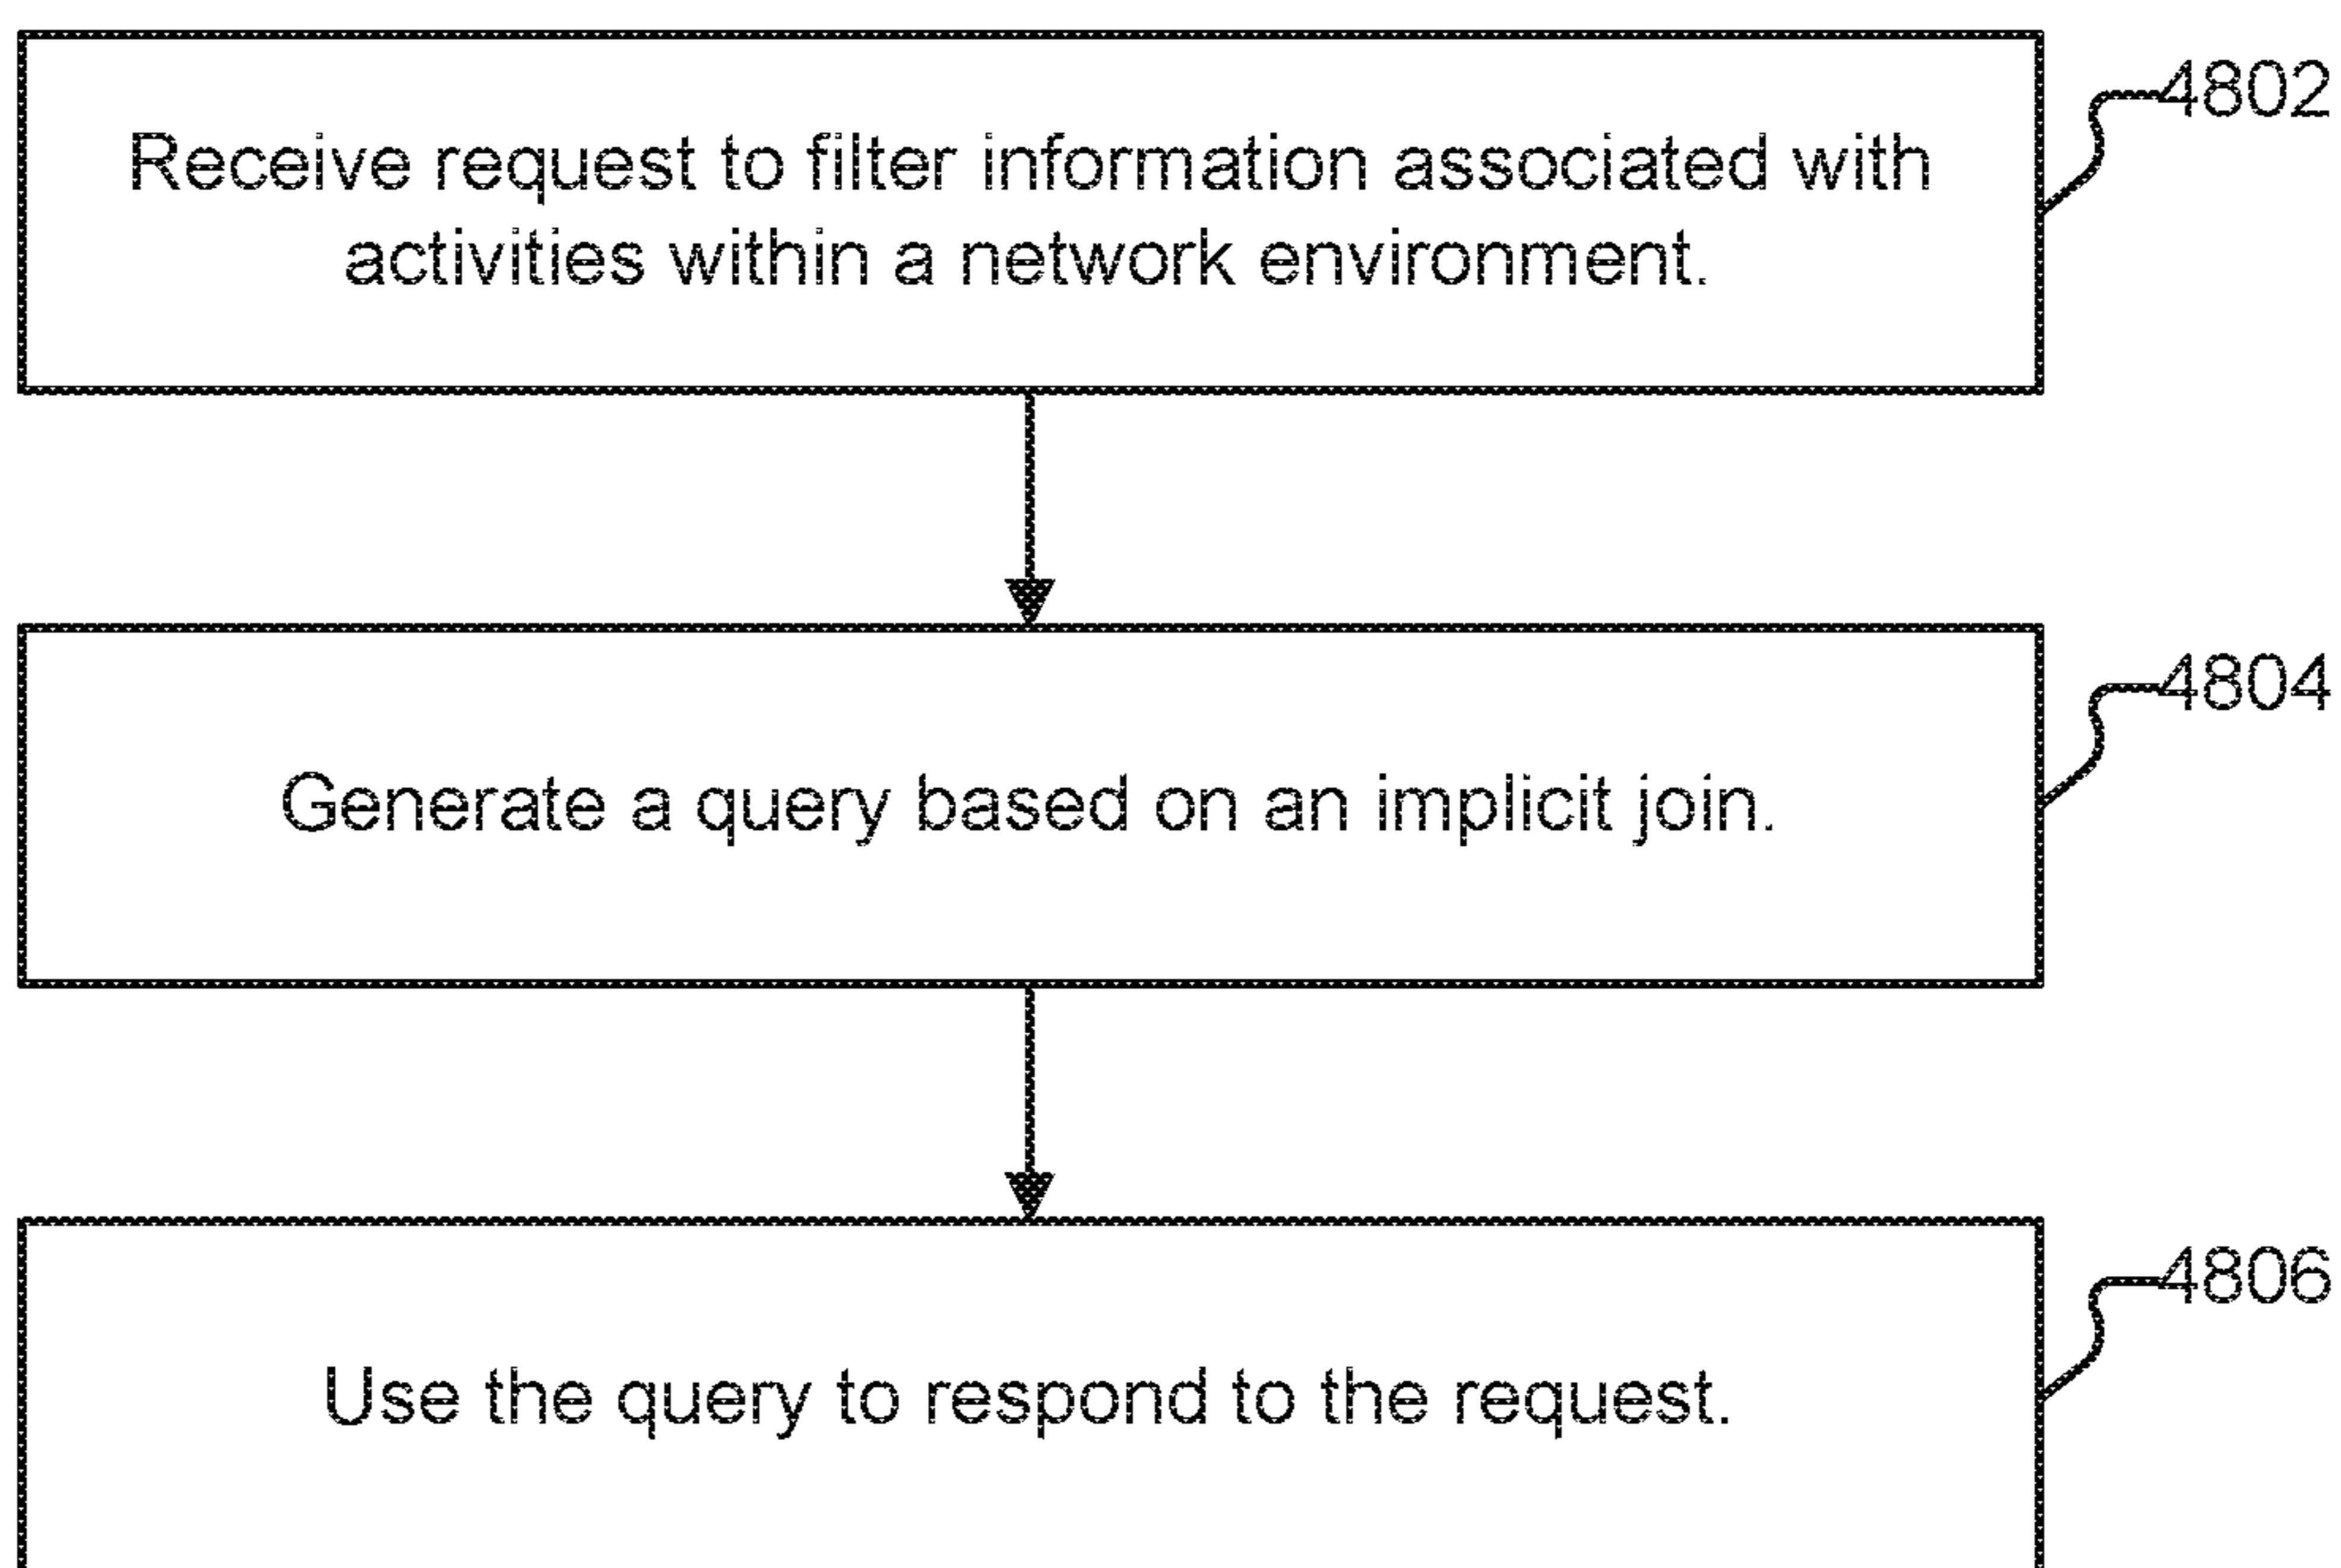 4802
Receive request to filter information associated with
activities within a network environment.
4804
Generate a query based on an implicit join.
4806
Use the query to respond to the request.